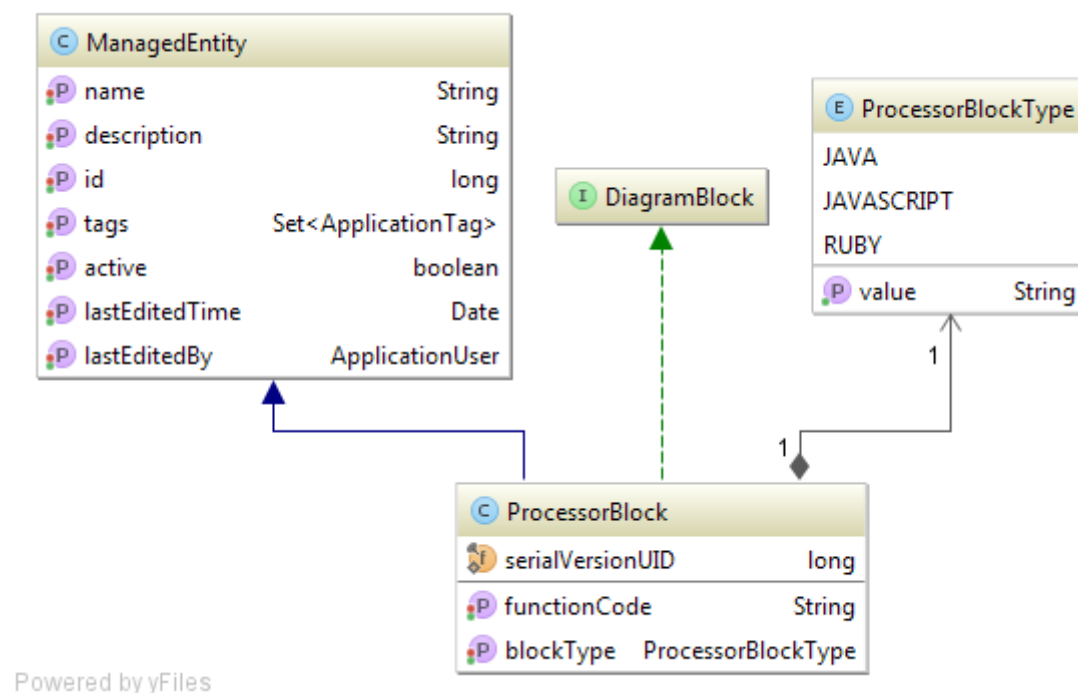 C ManagedEntity
P name String
P description String
P id long
P tags Set<ApplicationTag>
P active boolean
P lastEditedTime Date
P lastEditedBy ApplicationUser
I DiagramBlock
E ProcessorBlockType
JAVA
JAVASCRIPT
RUBY
P value String
1
1
C ProcessorBlock
f serialVersionUID long
P functionCode String
P blockType ProcessorBlockType
Powered by yFiles